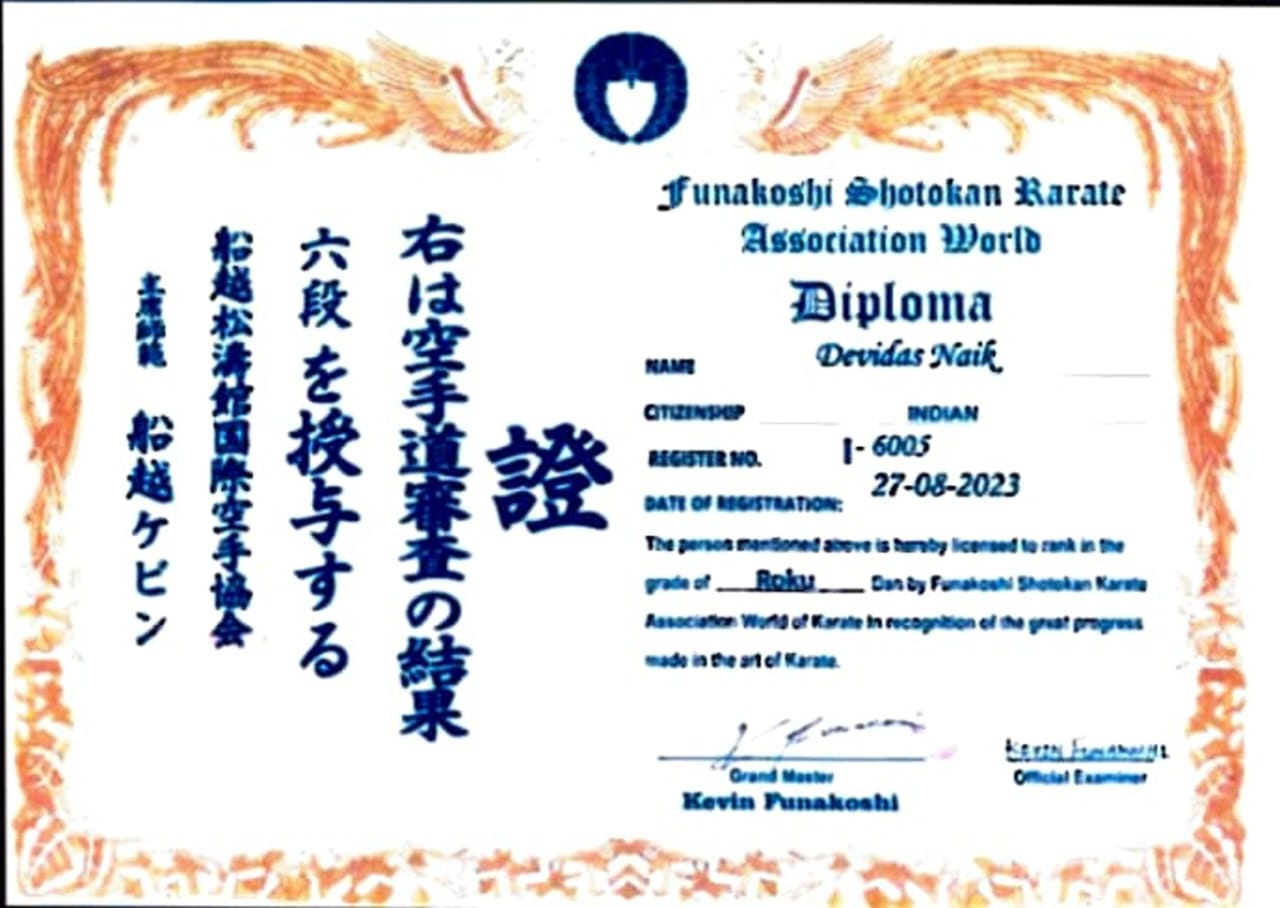 Funakoshi Shotokan Karate
Association World
Diploma
NAME Devidas Naik
CITIZENSHIP INDIAN
REGISTER NO. I- 6005
DATE OF REGISTRATION: 27-08-2023
The person mentioned above is hereby licensed to rank in the
grade of Roku Dan by Funakoshi Shotokan Karate
Association World of Karate in recognition of the great progress
made in the art of Karate.
Grand Master
Kevin Funakoshi
Kevin Funakoshi
Official Examiner
證
右は空手道審査の結果
六段を授与する
船越松濤館国際空手協会
主席師範 船越ケビン